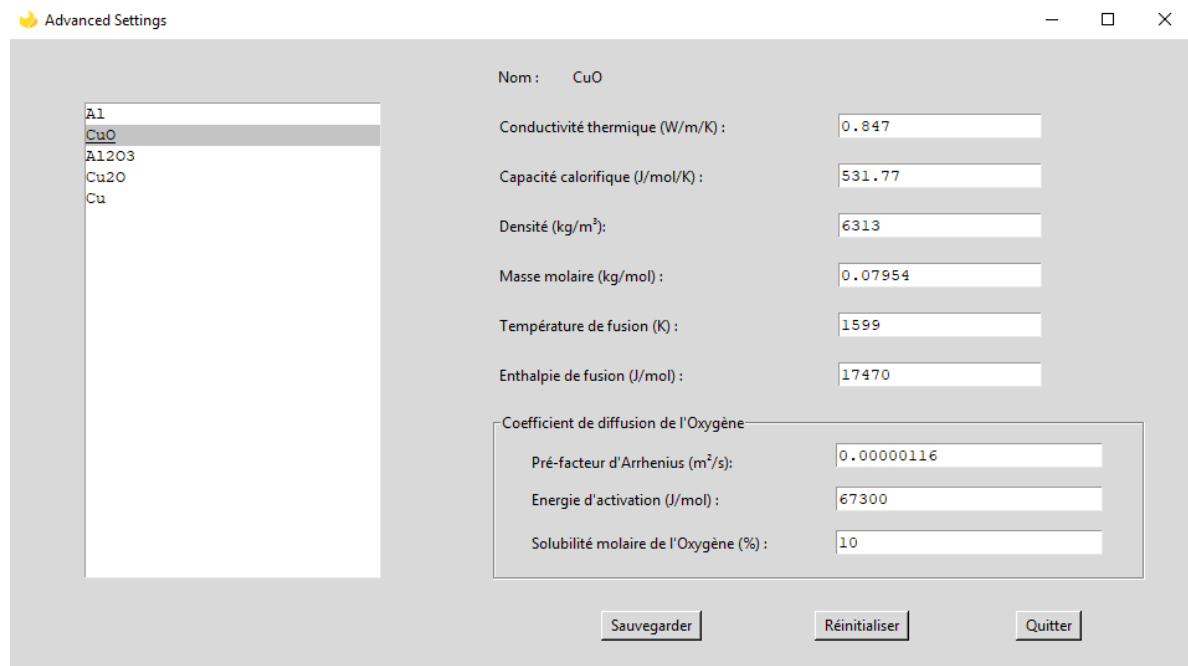 Advanced Settings
Nom : CuO
Al
CuO
Al2O3
Cu2O
Cu
Conductivité thermique (W/m/K) : 0.847
Capacité calorifique (J/mol/K) : 531.77
Densité (kg/m³): 6313
Masse molaire (kg/mol) : 0.07954
Température de fusion (K) : 1599
Enthalpie de fusion (J/mol) : 17470
Coefficient de diffusion de l'Oxygène
Pré-facteur d'Arrhenius (m²/s): 0.00000116
Energie d'activation (J/mol) : 67300
Solubilité molaire de l'Oxygène (%) : 10
Sauvegarder Réinitialiser Quitter